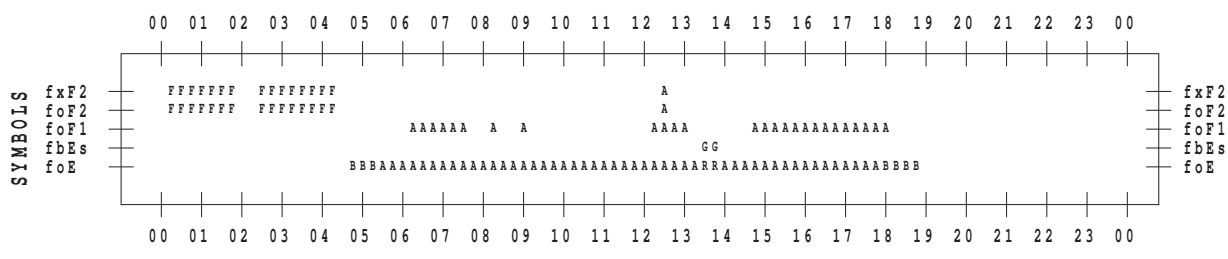 00 01 02 03 04 05 06 07 08 09 10 11 12 13 14 15 16 17 18 19 20 21 22 23 00
SYMBOLS
fxF2 FFFFFFF FFFFFFFF A fxF2
foF2 FFFFFFF FFFFFFFF A foF2
foF1 AAAAAA A A AAAA AAAAAAAAAAAAAA foF1
fbEs GG fbEs
foE BBBAAAAAAAAAAAAAAAAAAAAAAAAAAAAAAAARRAAAAAAAAAAAAAAAABBBB foE
00 01 02 03 04 05 06 07 08 09 10 11 12 13 14 15 16 17 18 19 20 21 22 23 00